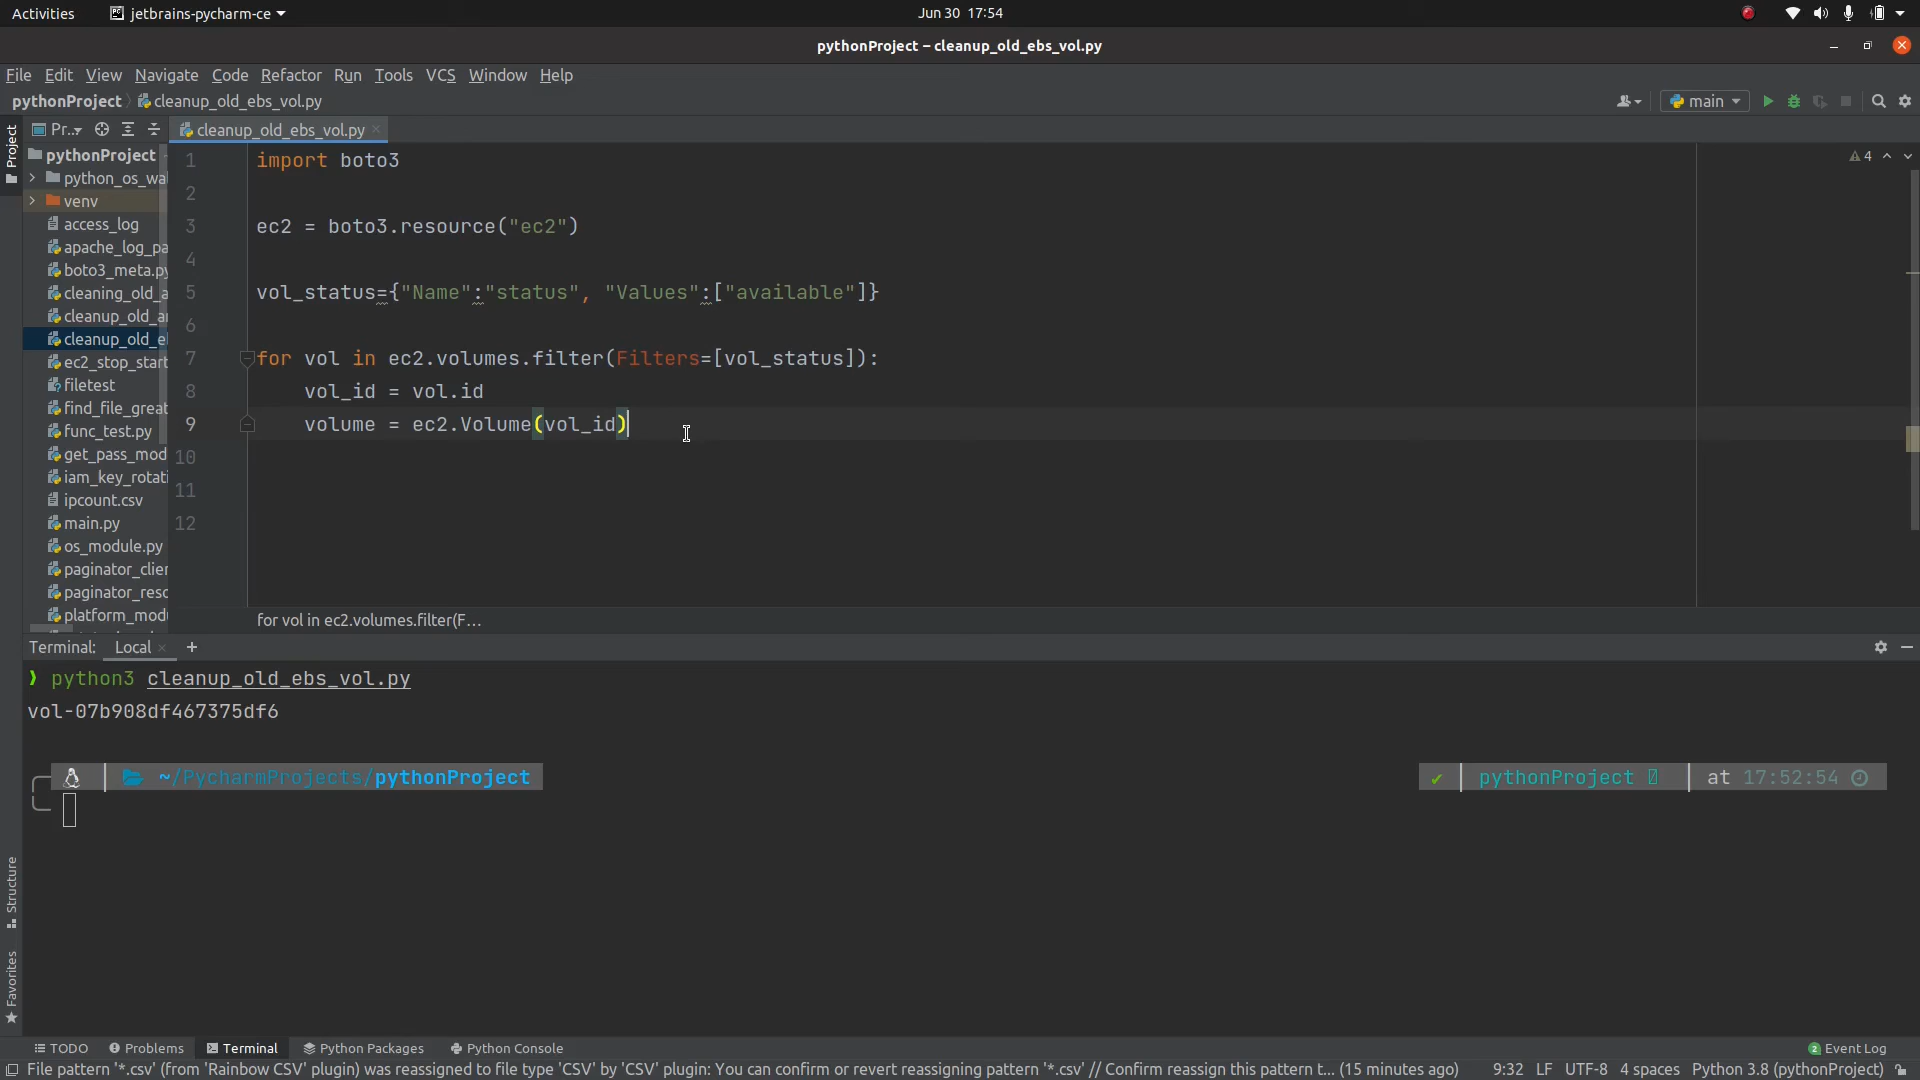 Activities jetbrains-pycharm-ce Jun 30 17:54
pythonProject – cleanup_old_ebs_vol.py
File Edit View Navigate Code Refactor Run Tools VCS Window Help
pythonProject cleanup_old_ebs_vol.py main
Project
Pr... cleanup_old_ebs_vol.py
4
pythonProject
python_os_wa
venv
access_log
apache_log_pa
boto3_meta.py
cleaning_old_a
cleanup_old_a
cleanup_old_e
ec2_stop_start
filetest
find_file_great
func_test.py
get_pass_mod
iam_key_rotati
ipcount.csv
main.py
os_module.py
paginator_clier
paginator_resc
platform_modu
1 import boto3
2
3 ec2 = boto3.resource("ec2")
4
5 vol_status={"Name":"status", "Values":["available"]}
6
7 for vol in ec2.volumes.filter(Filters=[vol_status]):
8 vol_id = vol.id
9 volume = ec2.Volume(vol_id)
10
11
12
for vol in ec2.volumes.filter(F...
Terminal: Local +
❯ python3 cleanup_old_ebs_vol.py
vol-07b908df467375df6
~/PycharmProjects/pythonProject ✔ pythonProject at 17:52:54
Structure
Favorites
TODO Problems Terminal Python Packages Python Console 2 Event Log
File pattern '*.csv' (from 'Rainbow CSV' plugin) was reassigned to file type 'CSV' by 'CSV' plugin: You can confirm or revert reassigning pattern '*.csv' // Confirm reassign this pattern t... (15 minutes ago) 9:32 LF UTF-8 4 spaces Python 3.8 (pythonProject)